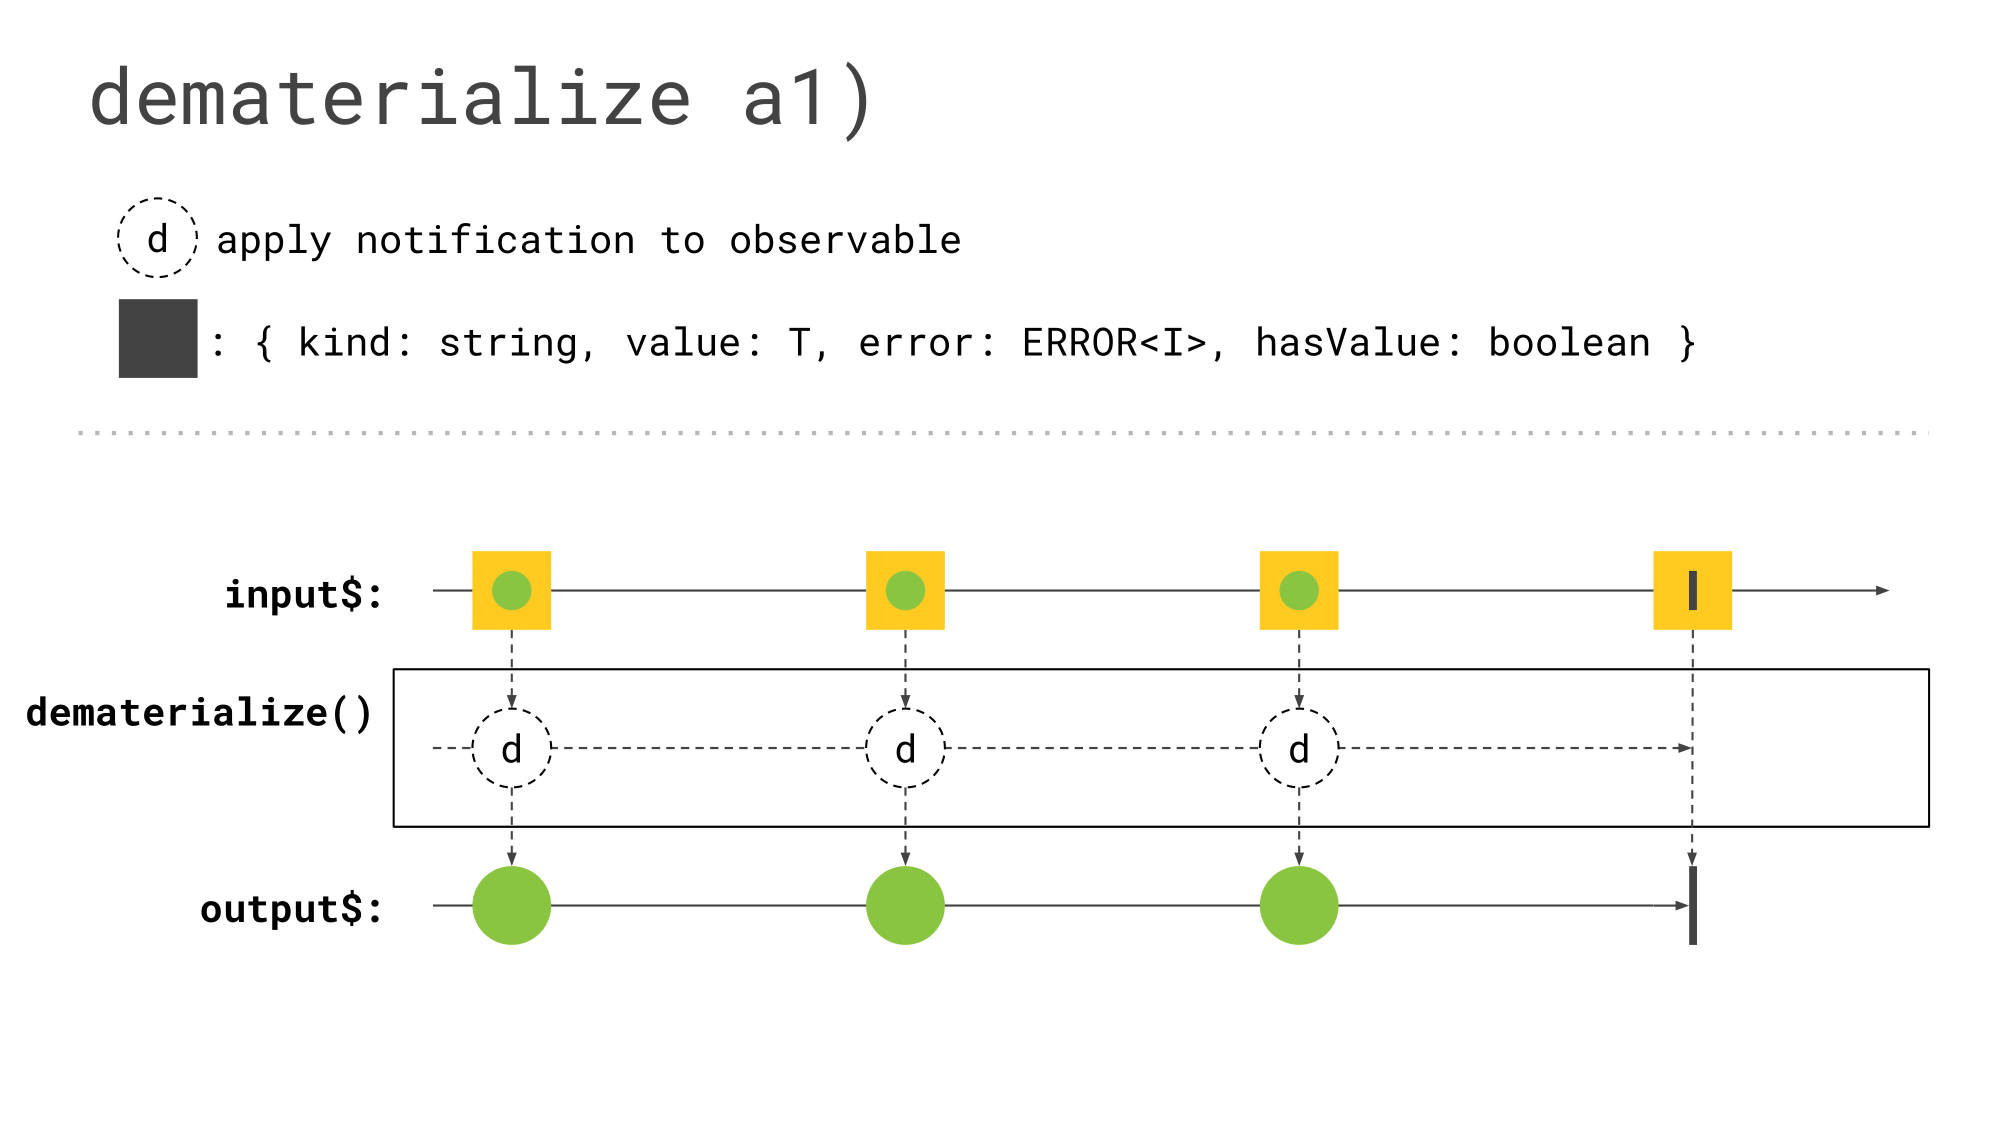 dematerialize a1)
d apply notification to observable
: { kind: string, value: T, error: ERROR<I>, hasValue: boolean }
input$:
dematerialize()
d d d
output$: